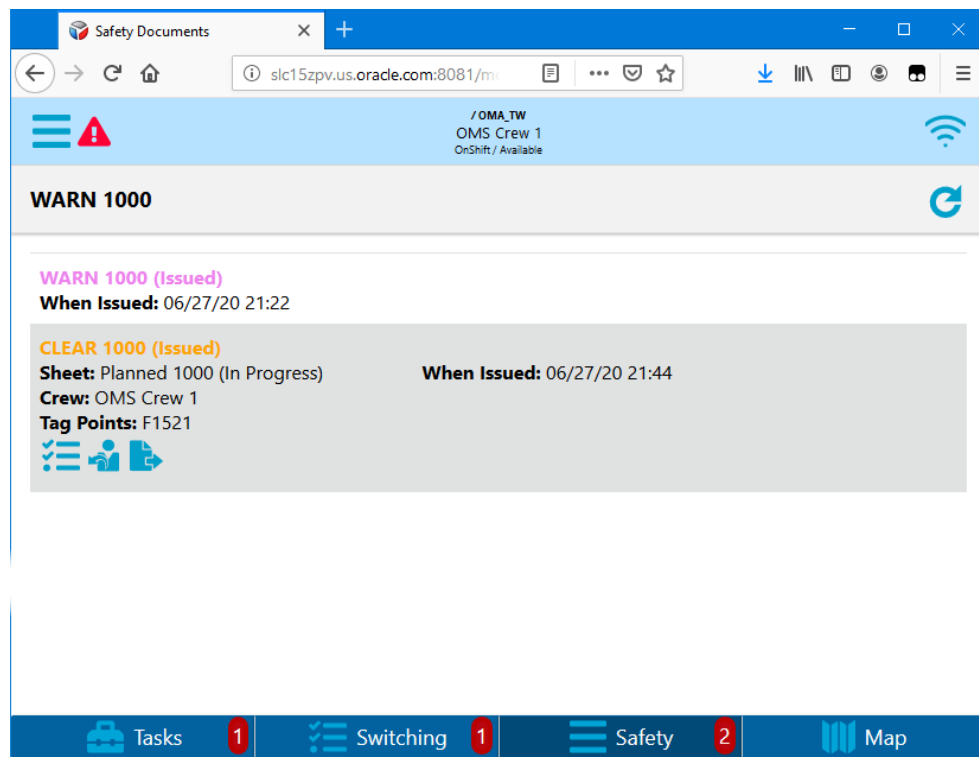 Safety Documents
slc15zpv.us.oracle.com:8081/m
/ OMA_TW
OMS Crew 1
OnShift / Available
WARN 1000
WARN 1000 (Issued)
When Issued: 06/27/20 21:22
CLEAR 1000 (Issued)
Sheet: Planned 1000 (In Progress) When Issued: 06/27/20 21:44
Crew: OMS Crew 1
Tag Points: F1521
Tasks 1 Switching 1 Safety 2 Map